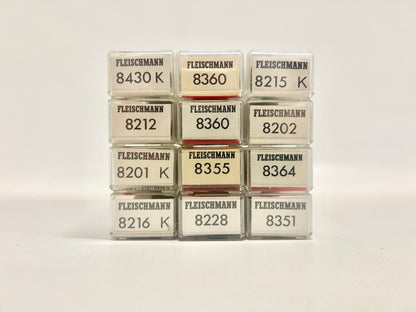 FLEISCHMANN
8430 K
FLEISCHMANN
8360
FLEISCHMANN
8215 K
FLEISCHMANN
8212
FLEISCHMANN
8360
FLEISCHMANN
8202
FLEISCHMANN
8201 K
FLEISCHMANN
8355
FLEISCHMANN
8364
FLEISCHMANN
8216 K
FLEISCHMANN
8228
FLEISCHMANN
8351